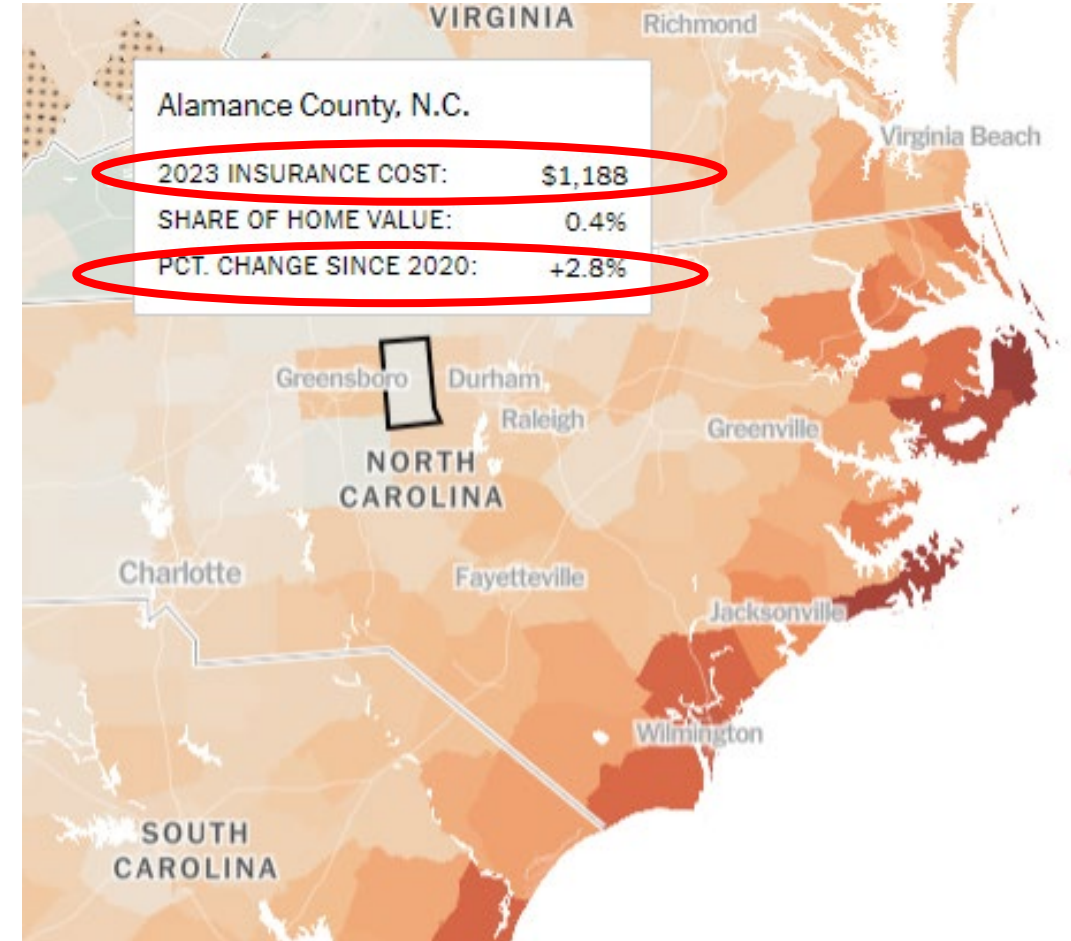 VIRGINIA
Richmond
Alamance County, N.C.
2023 INSURANCE COST: $1,188
SHARE OF HOME VALUE: 0.4%
PCT. CHANGE SINCE 2020: +2.8%
Virginia Beach
Greensboro
Durham
Raleigh
Greenville
NORTH
CAROLINA
Charlotte
Fayetteville
Jacksonville
Wilmington
SOUTH
CAROLINA